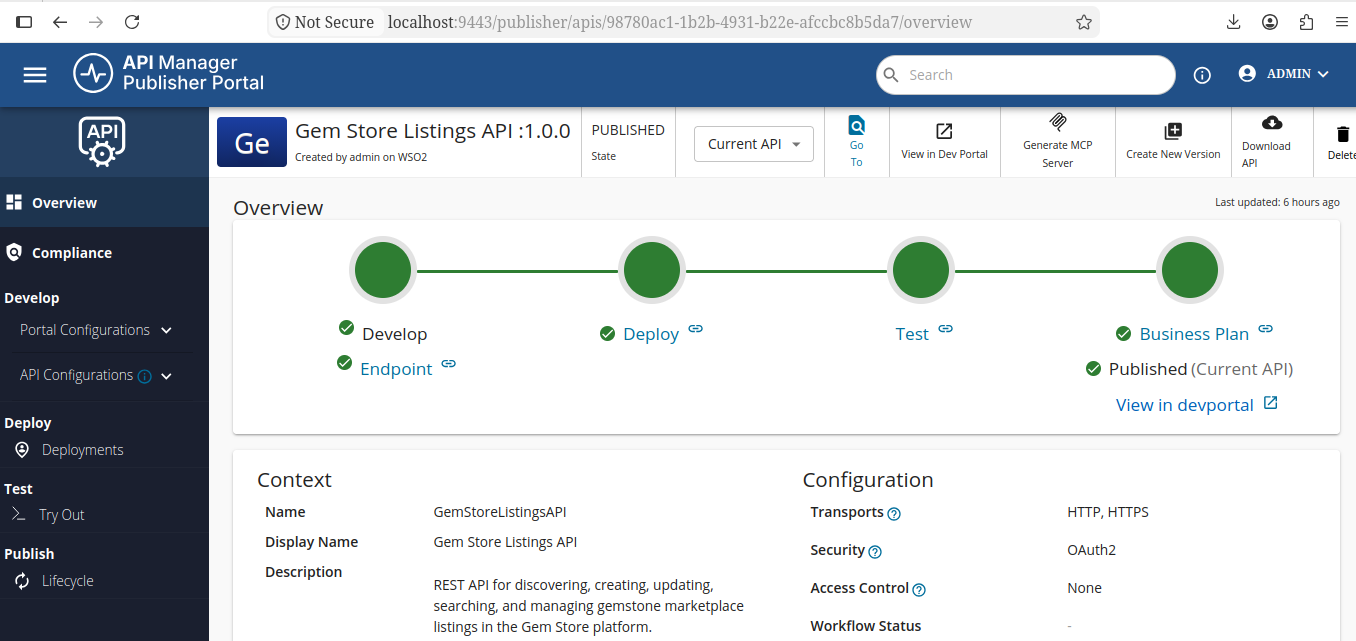 Not Secure localhost:9443/publisher/apis/98780ac1-1b2b-4931-b22e-afccbc8b5da7/overview
API Manager
Publisher Portal
Search
ADMIN
API
Ge
Gem Store Listings API :1.0.0
Created by admin on WSO2
PUBLISHED
State
Current API
Go
To
View in Dev Portal
Generate MCP
Server
Create New Version
Download
API
Delete
Overview
Compliance
Develop
Portal Configurations
API Configurations
Deploy
Deployments
Test
Try Out
Publish
Lifecycle
Overview
Last updated: 6 hours ago
Develop
Endpoint
Deploy
Test
Business Plan
Published (Current API)
View in devportal
Context
Name GemStoreListingsAPI
Display Name Gem Store Listings API
Description
REST API for discovering, creating, updating,
searching, and managing gemstone marketplace
listings in the Gem Store platform.
Configuration
Transports HTTP, HTTPS
Security OAuth2
Access Control None
Workflow Status -